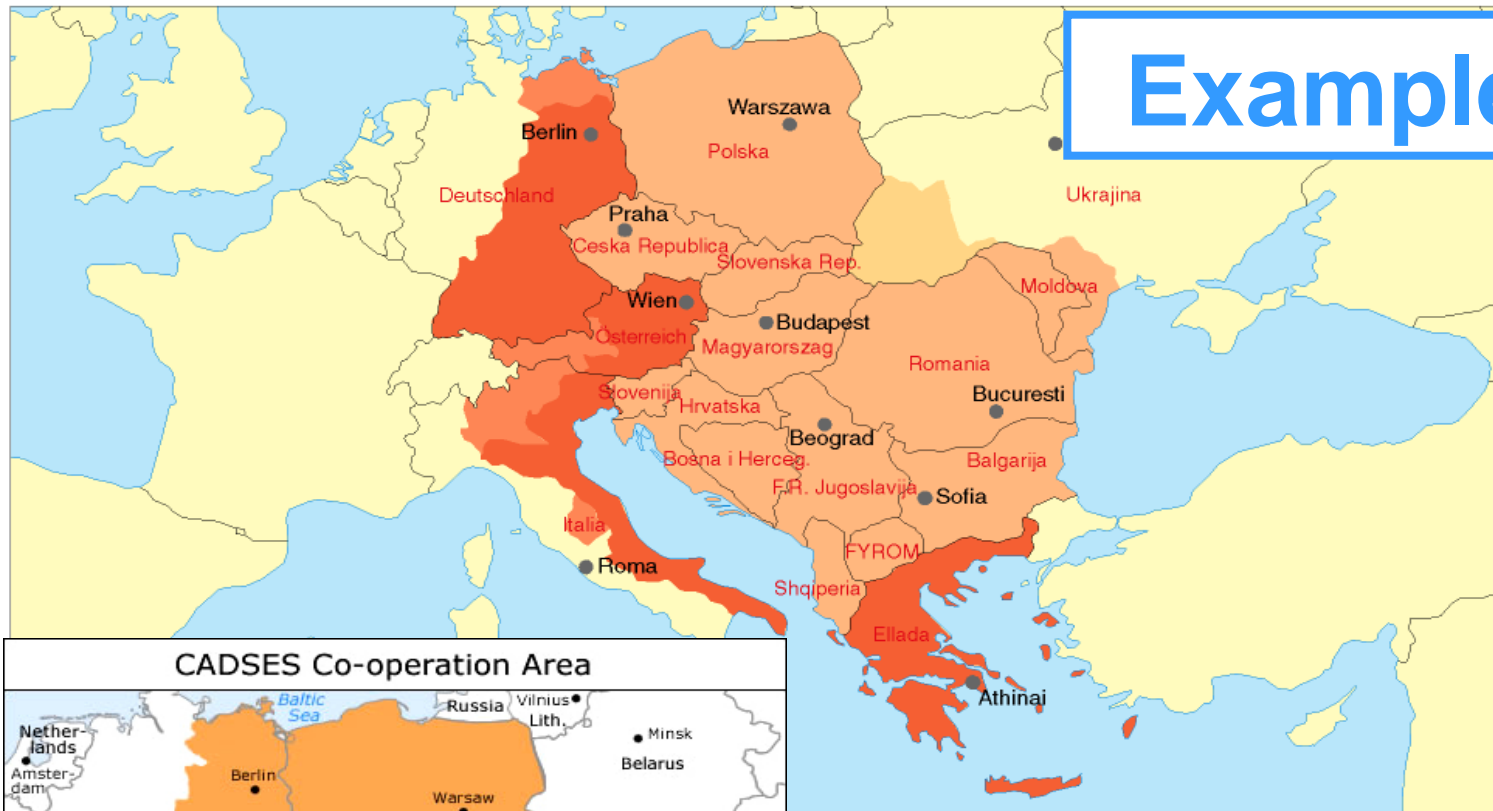 Example
Warszawa
Berlin
Polska
Deutschland
Ukrajina
Praha
Ceska Republica
Slovenska Rep.
Moldova
Wien
Budapest
Österreich
Magyarorszag
Romania
Slovenija
Bucuresti
Hrvatska
Beograd
Bosna i Herceg.
Balgarija
F.R. Jugoslavija
Sofia
Italia
FYROM
Roma
Shqiperia
Ellada
Athinai
CADSES Co-operation Area
Baltic
Sea
Russia
Vilnius
Lith.
Nether-
lands
Minsk
Belarus
Amster-
dam
Berlin
Warsaw